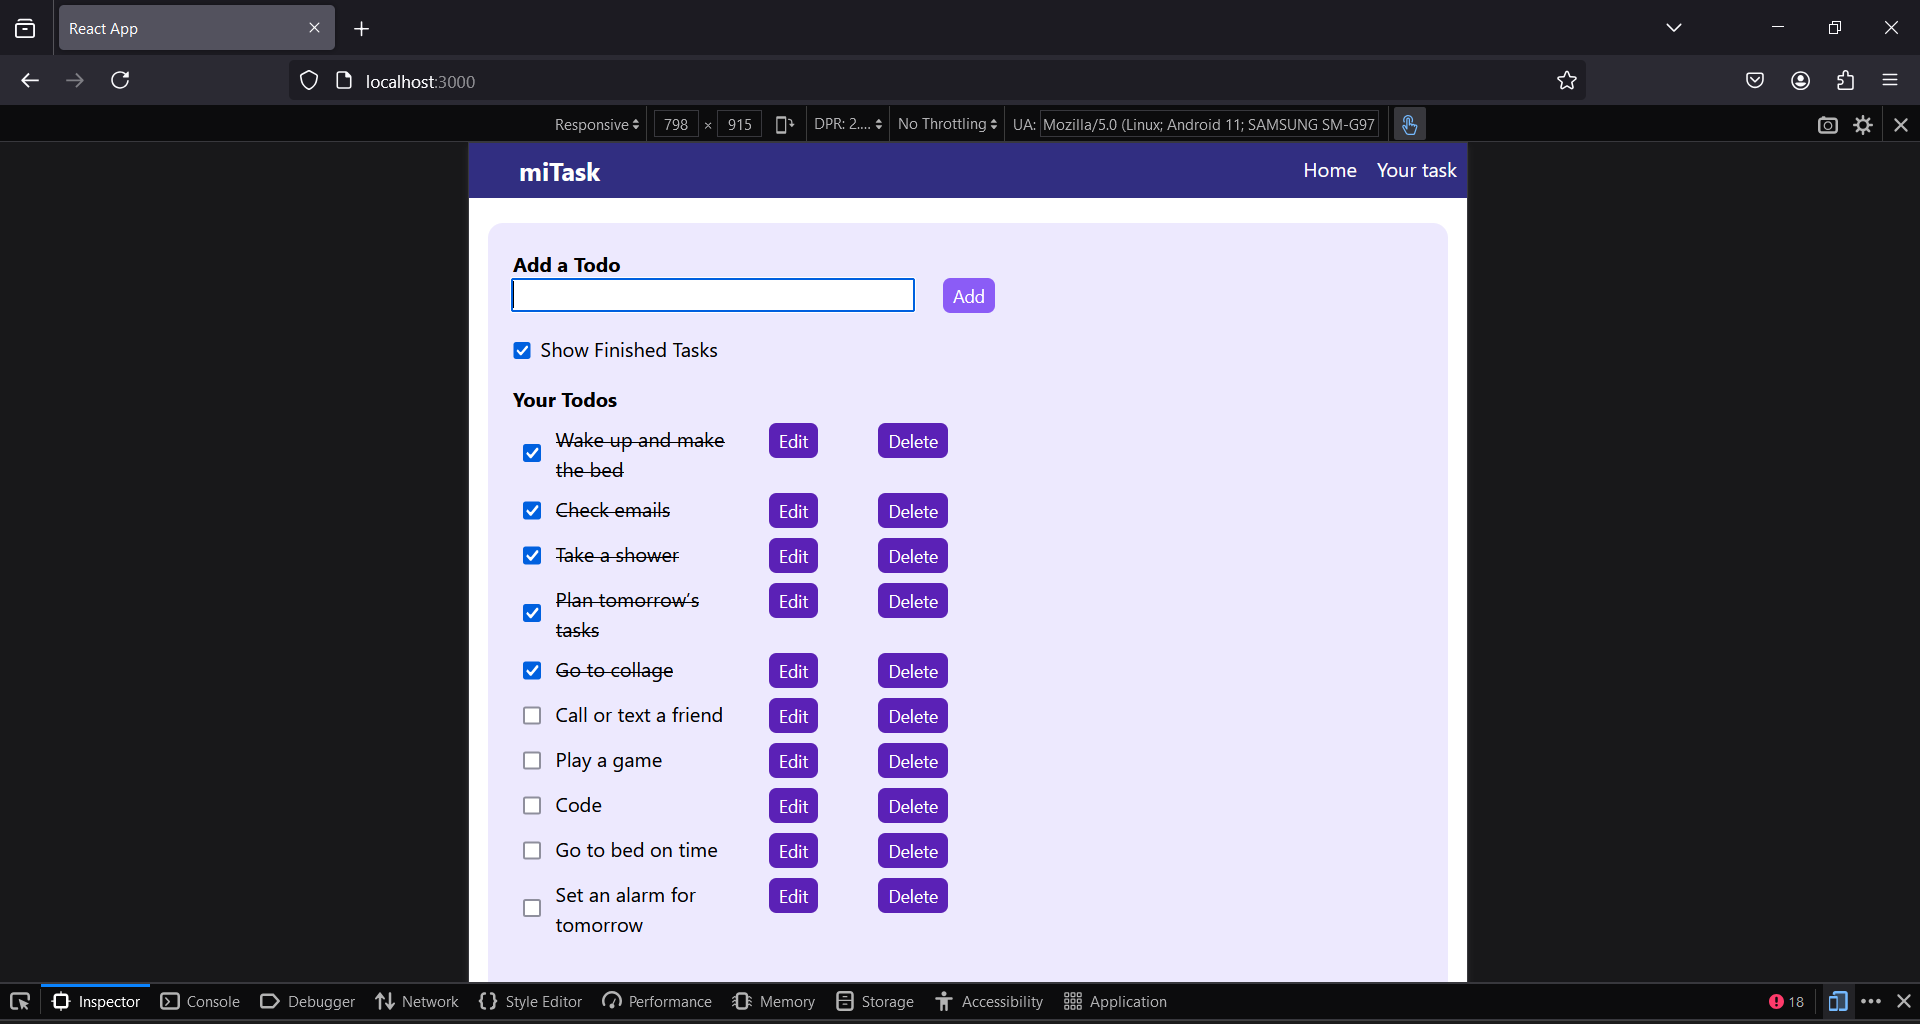 React App
localhost:3000
Responsive 798 × 915 DPR: 2.... No Throttling UA: Mozilla/5.0 (Linux; Android 11; SAMSUNG SM-G97
miTask Home Your task
Add a Todo
Add
Show Finished Tasks
Your Todos
Wake up and make Edit Delete
the bed
Check emails Edit Delete
Take a shower Edit Delete
Plan tomorrow's Edit Delete
tasks
Go to collage Edit Delete
Call or text a friend Edit Delete
Play a game Edit Delete
Code Edit Delete
Go to bed on time Edit Delete
Set an alarm for Edit Delete
tomorrow
Inspector Console Debugger Network Style Editor Performance Memory Storage Accessibility Application 18